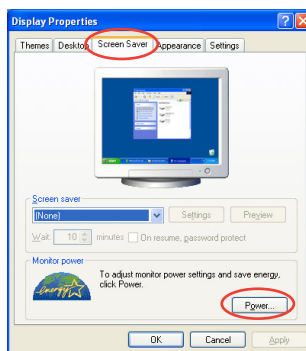 Display Properties
Themes Desktop Screen Saver Appearance Settings
Screen saver
(None) Settings Preview
Wait: 10 minutes On resume, password protect
Monitor power
To adjust monitor power settings and save energy,
click Power.
Power...
OK Cancel Apply